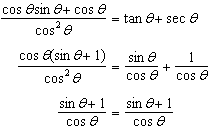 (cos θ sin θ + cos θ)/(cos² θ) = tan θ + sec θ
(cos θ(sin θ + 1))/(cos² θ) = (sin θ)/(cos θ) + 1/(cos θ)
(sin θ + 1)/(cos θ) = (sin θ + 1)/(cos θ)